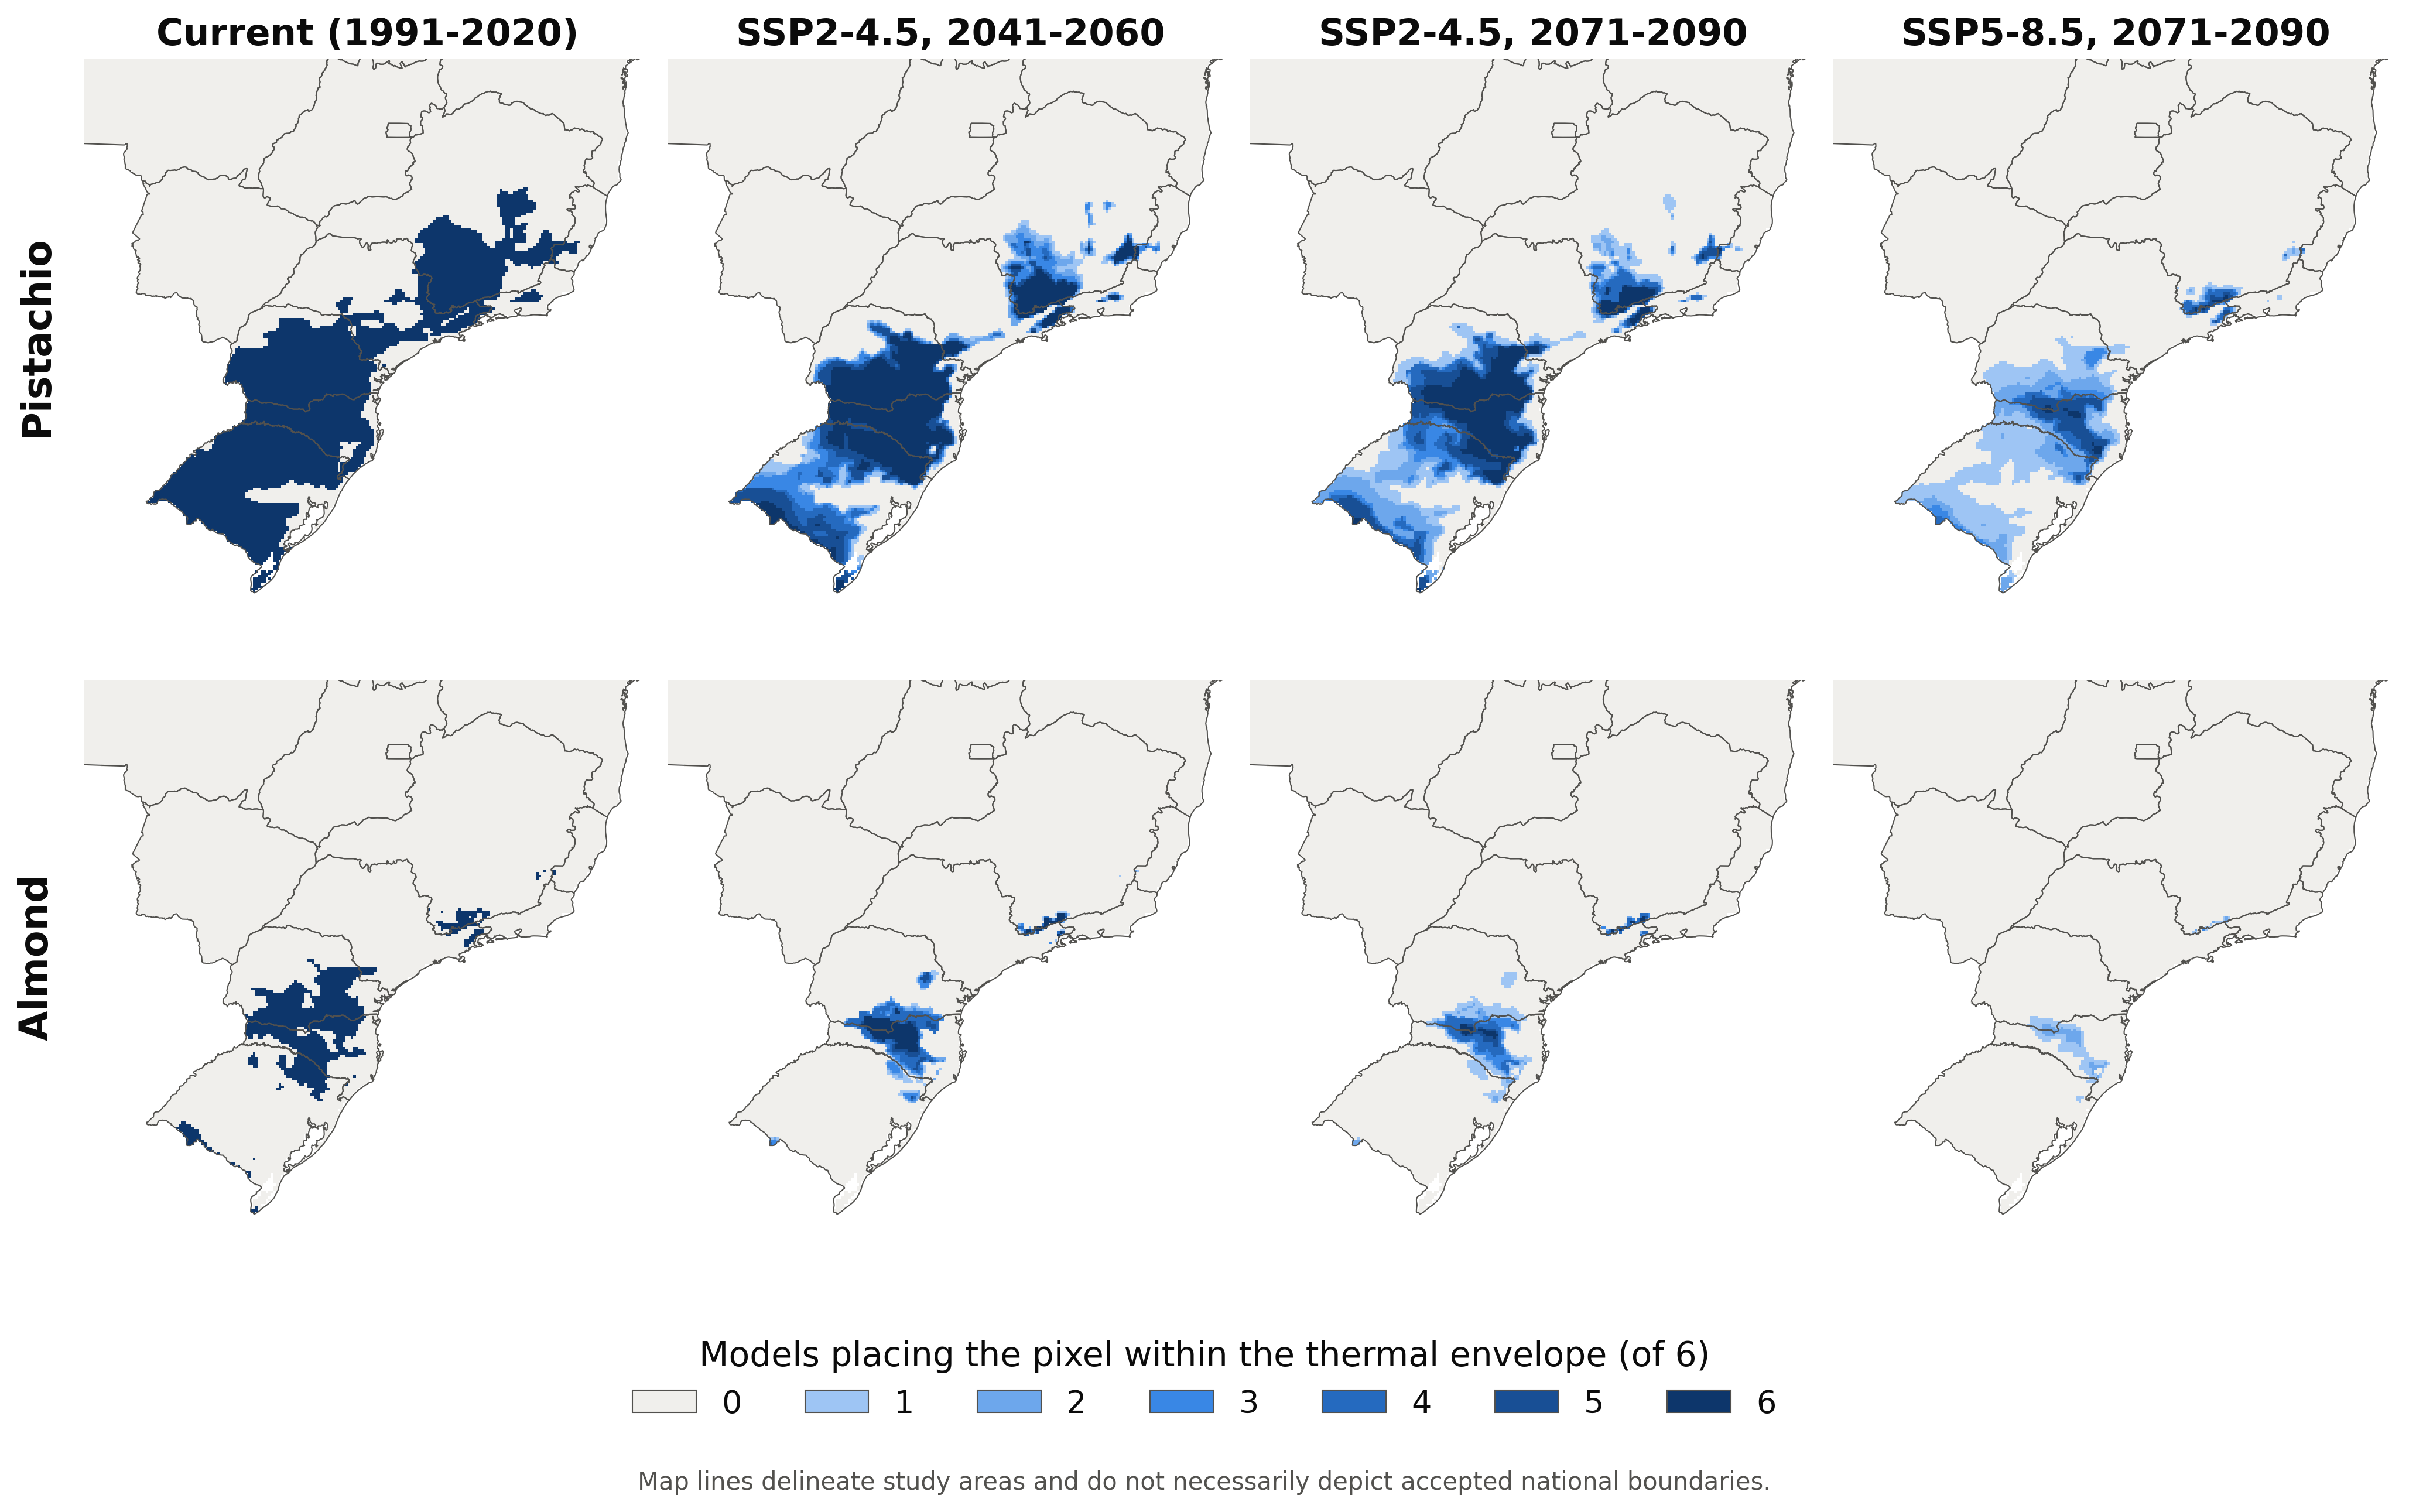 Current (1991-2020)
SSP2-4.5, 2041-2060
SSP2-4.5, 2071-2090
SSP5-8.5, 2071-2090
Pistachio
Almond
Models placing the pixel within the thermal envelope (of 6)
0 1 2 3 4 5 6
Map lines delineate study areas and do not necessarily depict accepted national boundaries.